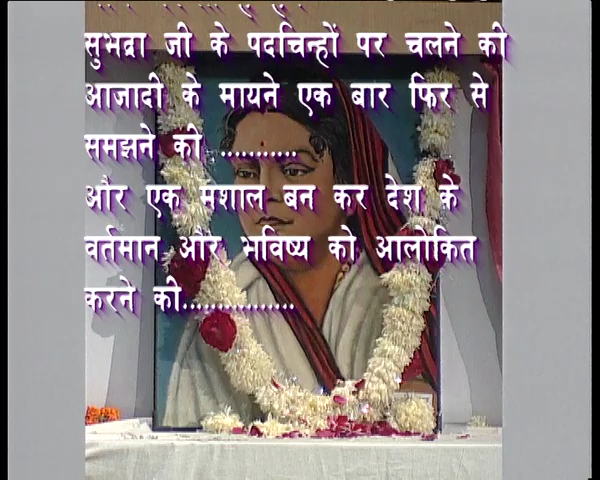 सुभद्रा जी के पदचिन्हों पर चलने की
आजादी के मायने एक बार फिर से
समझने की ..........
और एक मशाल बन कर देश के
वर्तमान और भविष्य को आलोकित
करने की...............